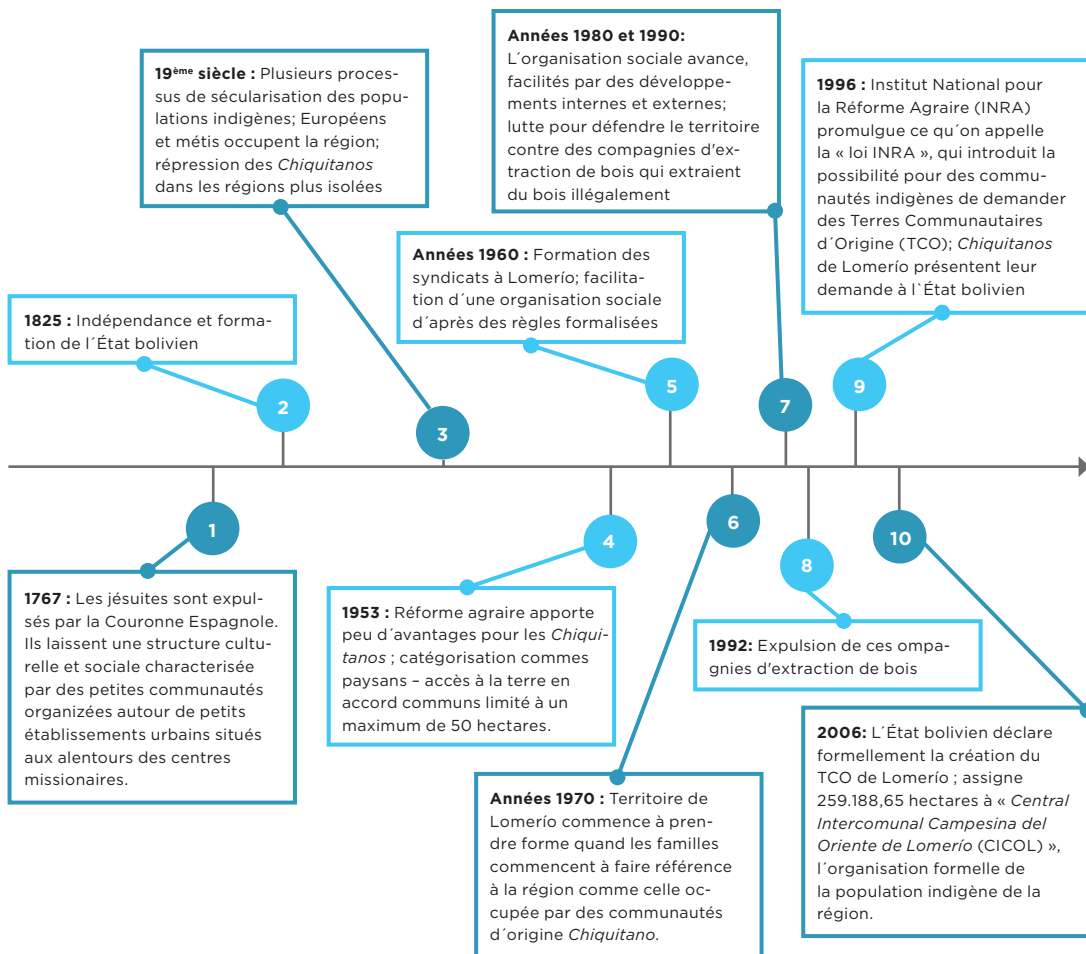 1767 : Les jésuites sont expul-
sés par la Couronne Espagnole.
Ils laissent une structure cultu-
relle et sociale characterisée
par des petites communautés
organizées autour de petits
établissements urbains situés
aux alentours des centres
missionaires.
1
1825 : Indépendance et forma-
tion de l´État bolivien
2
19ème siècle : Plusieurs proces-
sus de sécularisation des popu-
lations indigènes; Européens
et métis occupent la région;
répression des Chiquitanos
dans les régions plus isolées
3
1953 : Réforme agraire apporte
peu d´avantages pour les Chiqui-
tanos ; catégorisation commes
paysans – accès à la terre en
accord communs limité à un
maximum de 50 hectares.
4
Années 1960 : Formation des
syndicats à Lomerío; facilita-
tion d´une organisation sociale
d´après des règles formalisées
5
Années 1970 : Territoire de
Lomerío commence à pren-
dre forme quand les familles
commencent à faire référence
à la région comme celle oc-
cupée par des communautés
d´origine Chiquitano.
6
Années 1980 et 1990:
L´organisation sociale avance,
facilités par des développe-
ments internes et externes;
lutte pour défendre le territoire
contre des compagnies d'ex-
traction de bois qui extraient
du bois illégalement
7
1992: Expulsion de ces ompa-
gnies d'extraction de bois
8
1996 : Institut National pour
la Réforme Agraire (INRA)
promulgue ce qu´on appelle
la « loi INRA », qui introduit la
possibilité pour des commu-
nautés indigènes de demander
des Terres Communautaires
d´Origine (TCO); Chiquitanos
de Lomerío présentent leur
demande à l`État bolivien
9
2006: L´État bolivien déclare
formellement la création du
TCO de Lomerío ; assigne
259.188,65 hectares à « Central
Intercomunal Campesina del
Oriente de Lomerío (CICOL) »,
l´organisation formelle de
la population indigène de la
région.
10